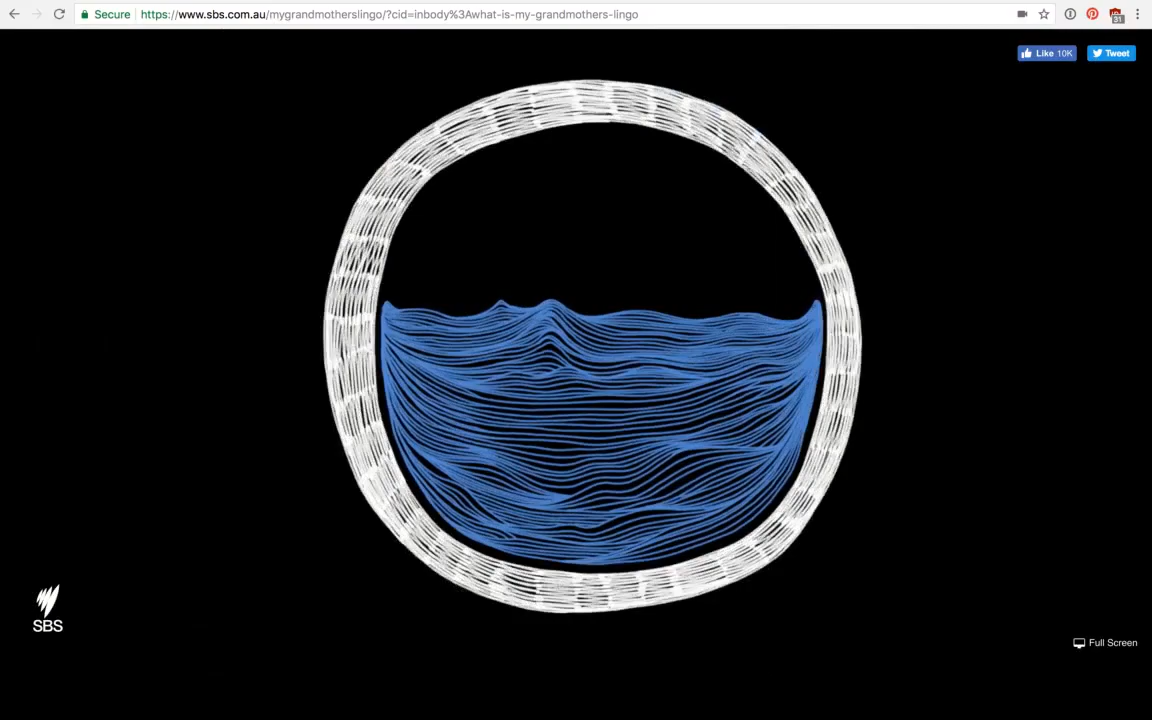 Secure
https://www.sbs.com.au/mygrandmotherslingo/?cid=inbody%3Awhat-is-my-grandmothers-lingo
31
Like 10K
Tweet
SBS
Full Screen